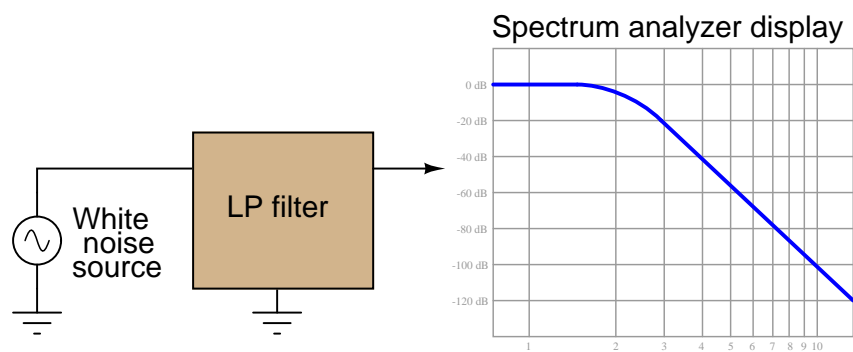 Spectrum analyzer display
0 dB
-20 dB
-40 dB
-60 dB
-80 dB
-100 dB
-120 dB
1 2 3 4 5 6 7 8 9 10
LP filter
White
noise
source